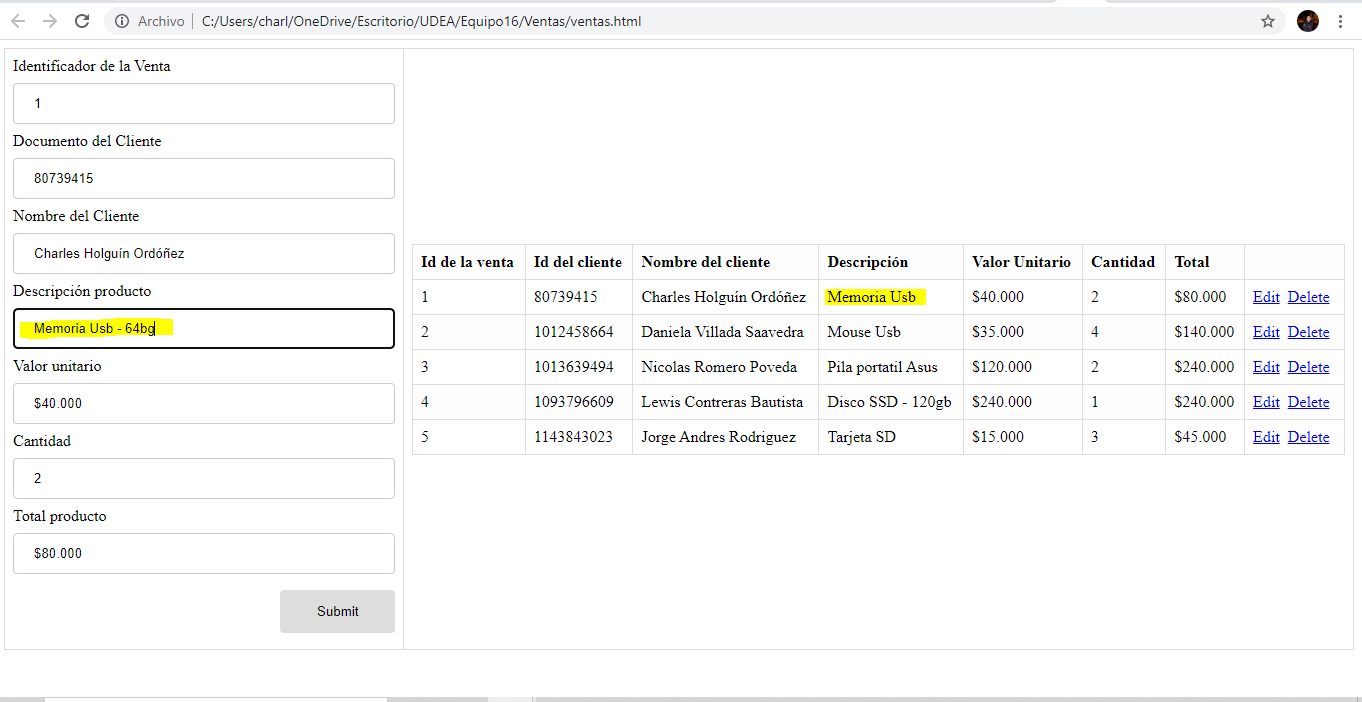 Archivo C:/Users/charl/OneDrive/Escritorio/UDEA/Equipo16/Ventas/ventas.html
Identificador de la Venta
1
Documento del Cliente
80739415
Nombre del Cliente
Charles Holguín Ordóñez
Descripción producto
Memoria Usb - 64bg
Valor unitario
$40.000
Cantidad
2
Total producto
$80.000
Submit
Id de la venta Id del cliente Nombre del cliente Descripción Valor Unitario Cantidad Total
1 80739415 Charles Holguín Ordóñez Memoria Usb $40.000 2 $80.000 Edit Delete
2 1012458664 Daniela Villada Saavedra Mouse Usb $35.000 4 $140.000 Edit Delete
3 1013639494 Nicolas Romero Poveda Pila portatil Asus $120.000 2 $240.000 Edit Delete
4 1093796609 Lewis Contreras Bautista Disco SSD - 120gb $240.000 1 $240.000 Edit Delete
5 1143843023 Jorge Andres Rodriguez Tarjeta SD $15.000 3 $45.000 Edit Delete